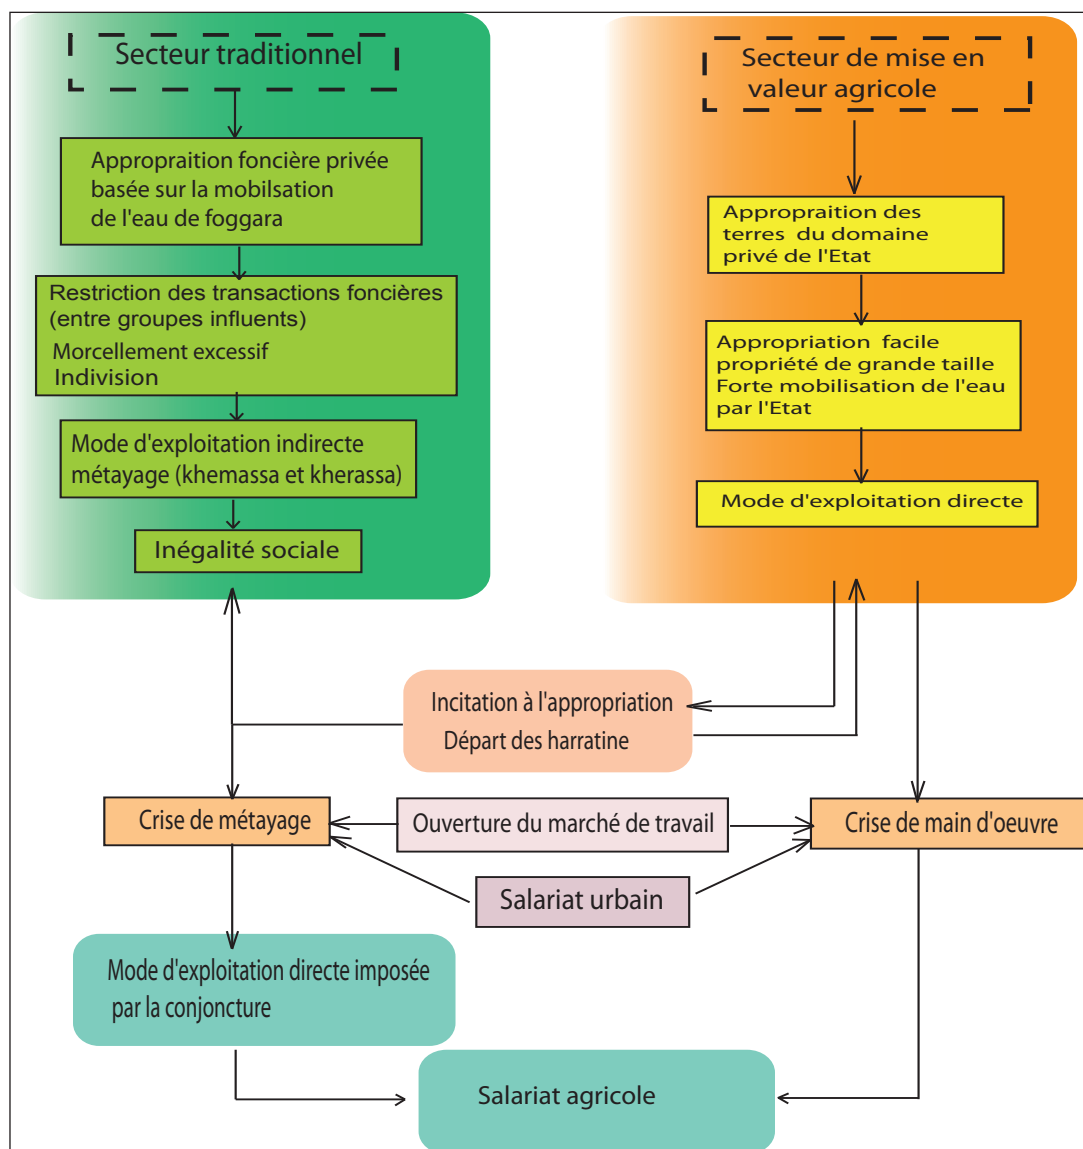 Secteur traditionnel
Appropraition foncière privée
basée sur la mobilsation
de l'eau de foggara
Restriction des transactions foncières
(entre groupes influents)
Morcellement excessif
Indivision
Mode d'exploitation indirecte
métayage (khemassa et kherassa)
Inégalité sociale
Secteur de mise en
valeur agricole
Appropraition des
terres du domaine
privé de l'Etat
Appropriation facile
propriété de grande taille
Forte mobilisation de l'eau
par l'Etat
Mode d'exploitation directe
Incitation à l'appropriation
Départ des harratine
Crise de métayage
Ouverture du marché de travail
Crise de main d'oeuvre
Salariat urbain
Mode d'exploitation directe imposée
par la conjoncture
Salariat agricole